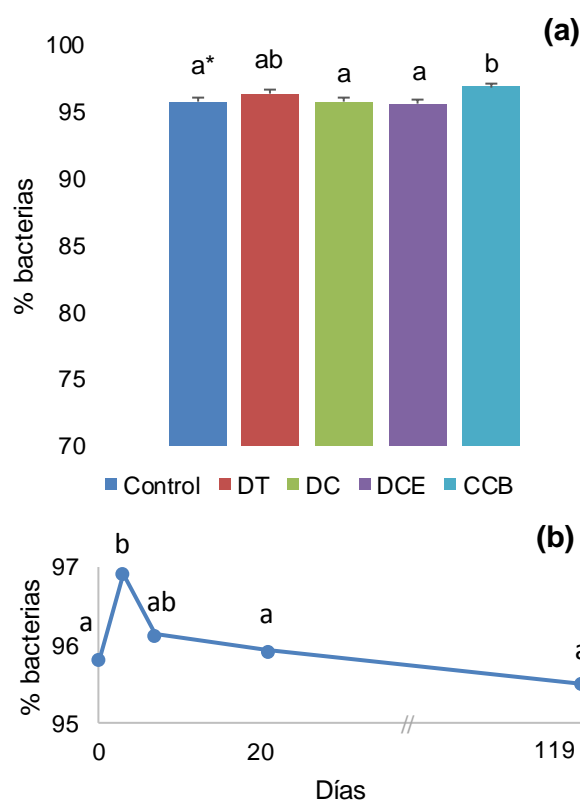 (a)
100
95
90
85
80
75
70
% bacterias
a*
ab
a
a
b
Control DT DC DCE CCB
(b)
97
96
95
% bacterias
a
b
ab
a
a
0 20 119
Días